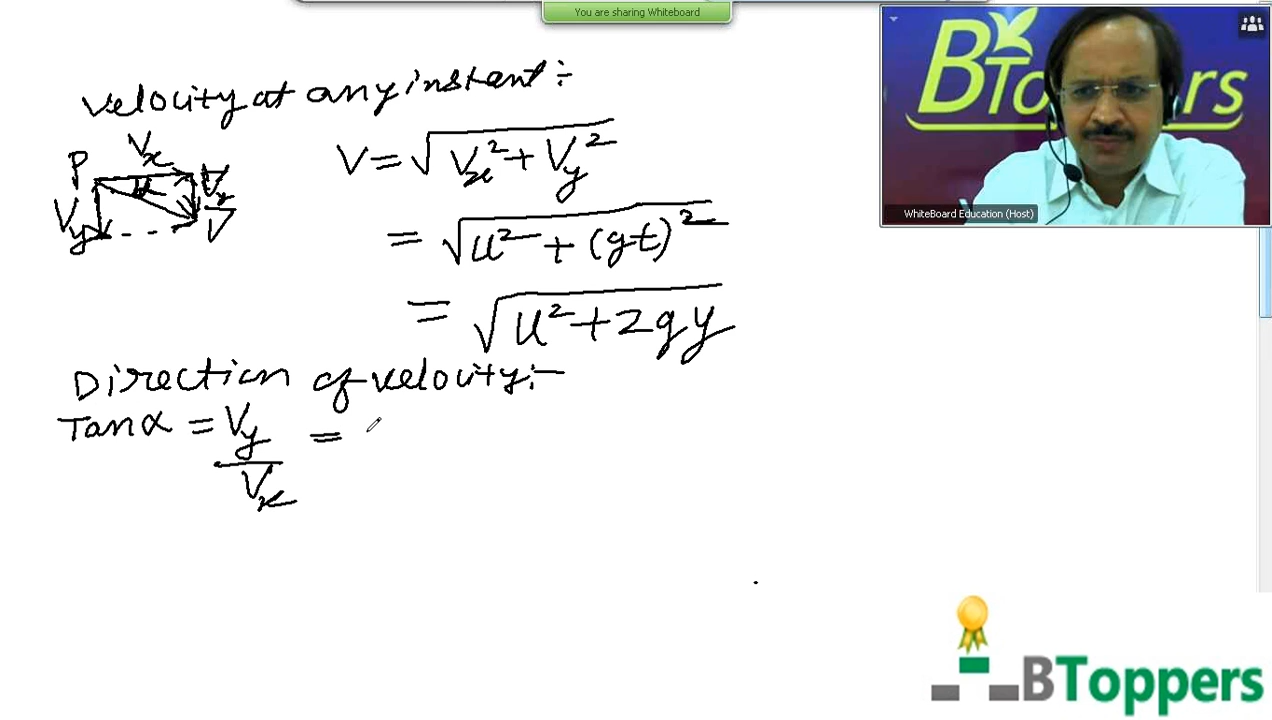 You are sharing Whiteboard
BToppers
WhiteBoard Education (Host)
Velocity at any instant :-
Vx
P
α
Vy
Vy
V
V = √Vx² + Vy²
= √u² + (gt)²
= √u² + 2gy
Direction of velocity :-
Tan α = Vy / Vx =
BToppers